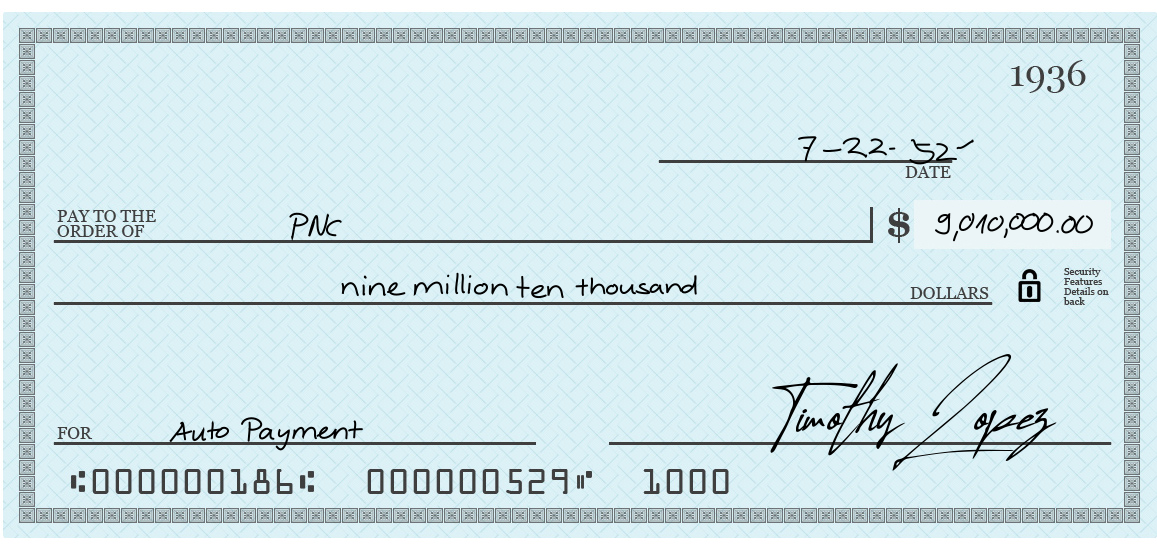 1936
7-22-52
DATE
PAY TO THE
ORDER OF PNC $ 9,010,000.00
nine million ten thousand DOLLARS
Security
Features
Details on
back
FOR Auto Payment Timothy Lopez
⑆000000186⑆ 000000529⑈ 1000